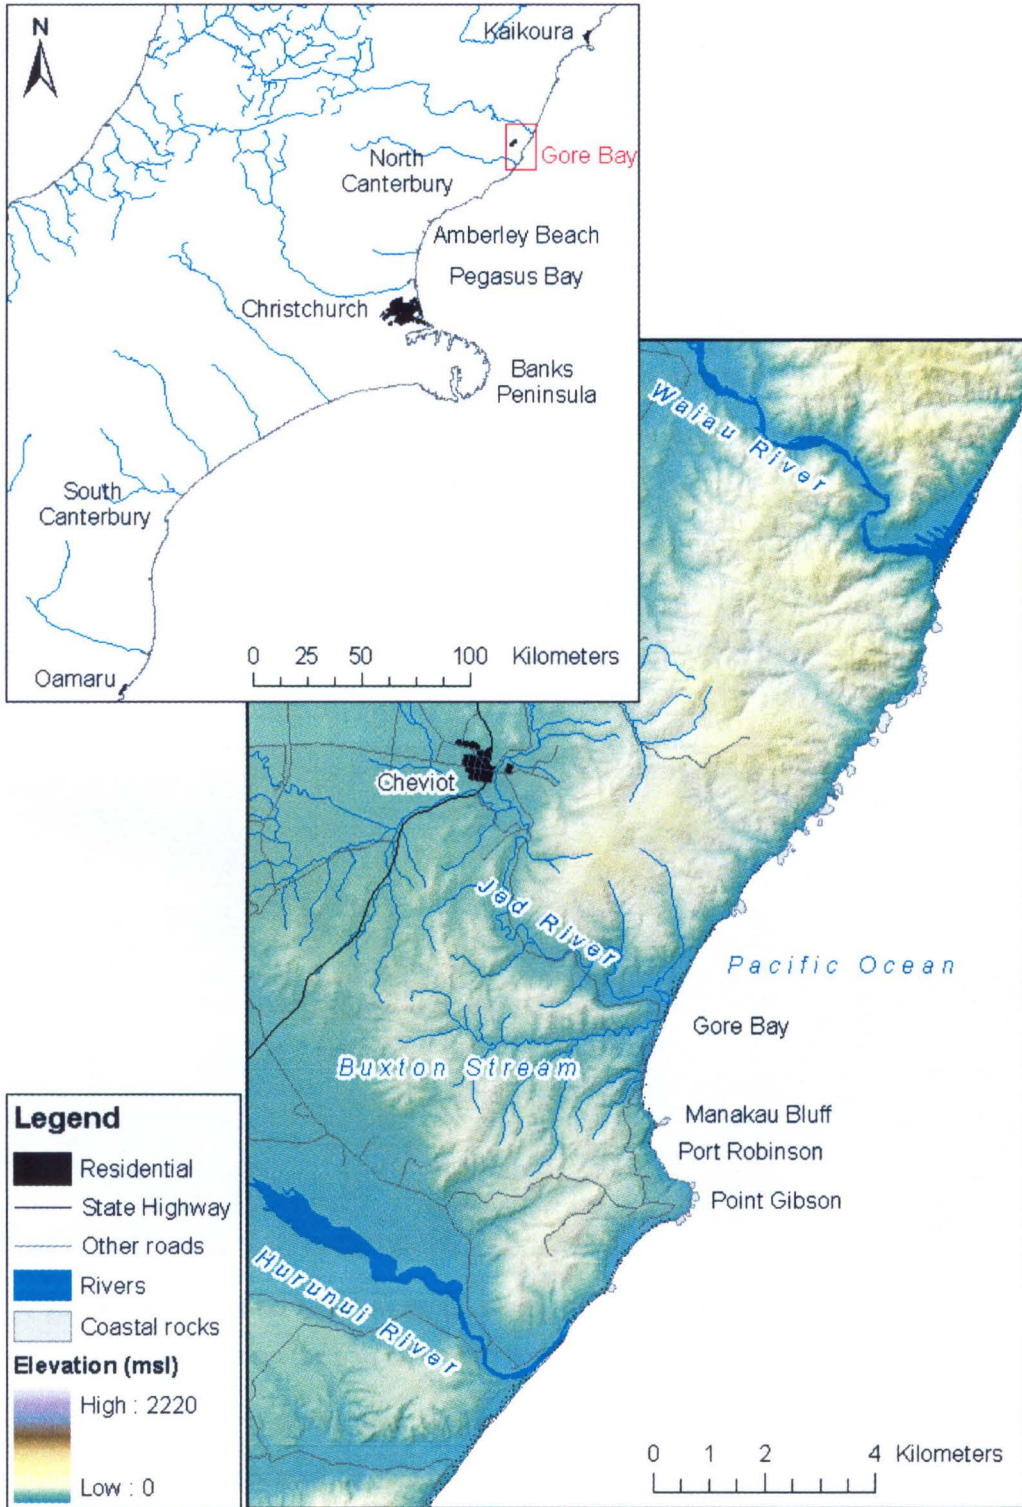 N
Kaikoura
Gore Bay
North
Canterbury
Amberley Beach
Pegasus Bay
Christchurch
Banks
Peninsula
South
Canterbury
Oamaru
0 25 50 100 Kilometers
Waiau River
Cheviot
Jed River
Pacific Ocean
Gore Bay
Buxton Stream
Manakau Bluff
Port Robinson
Point Gibson
Hurunui River
Legend
Residential
State Highway
Other roads
Rivers
Coastal rocks
Elevation (msl)
High : 2220
Low : 0
0 1 2 4 Kilometers